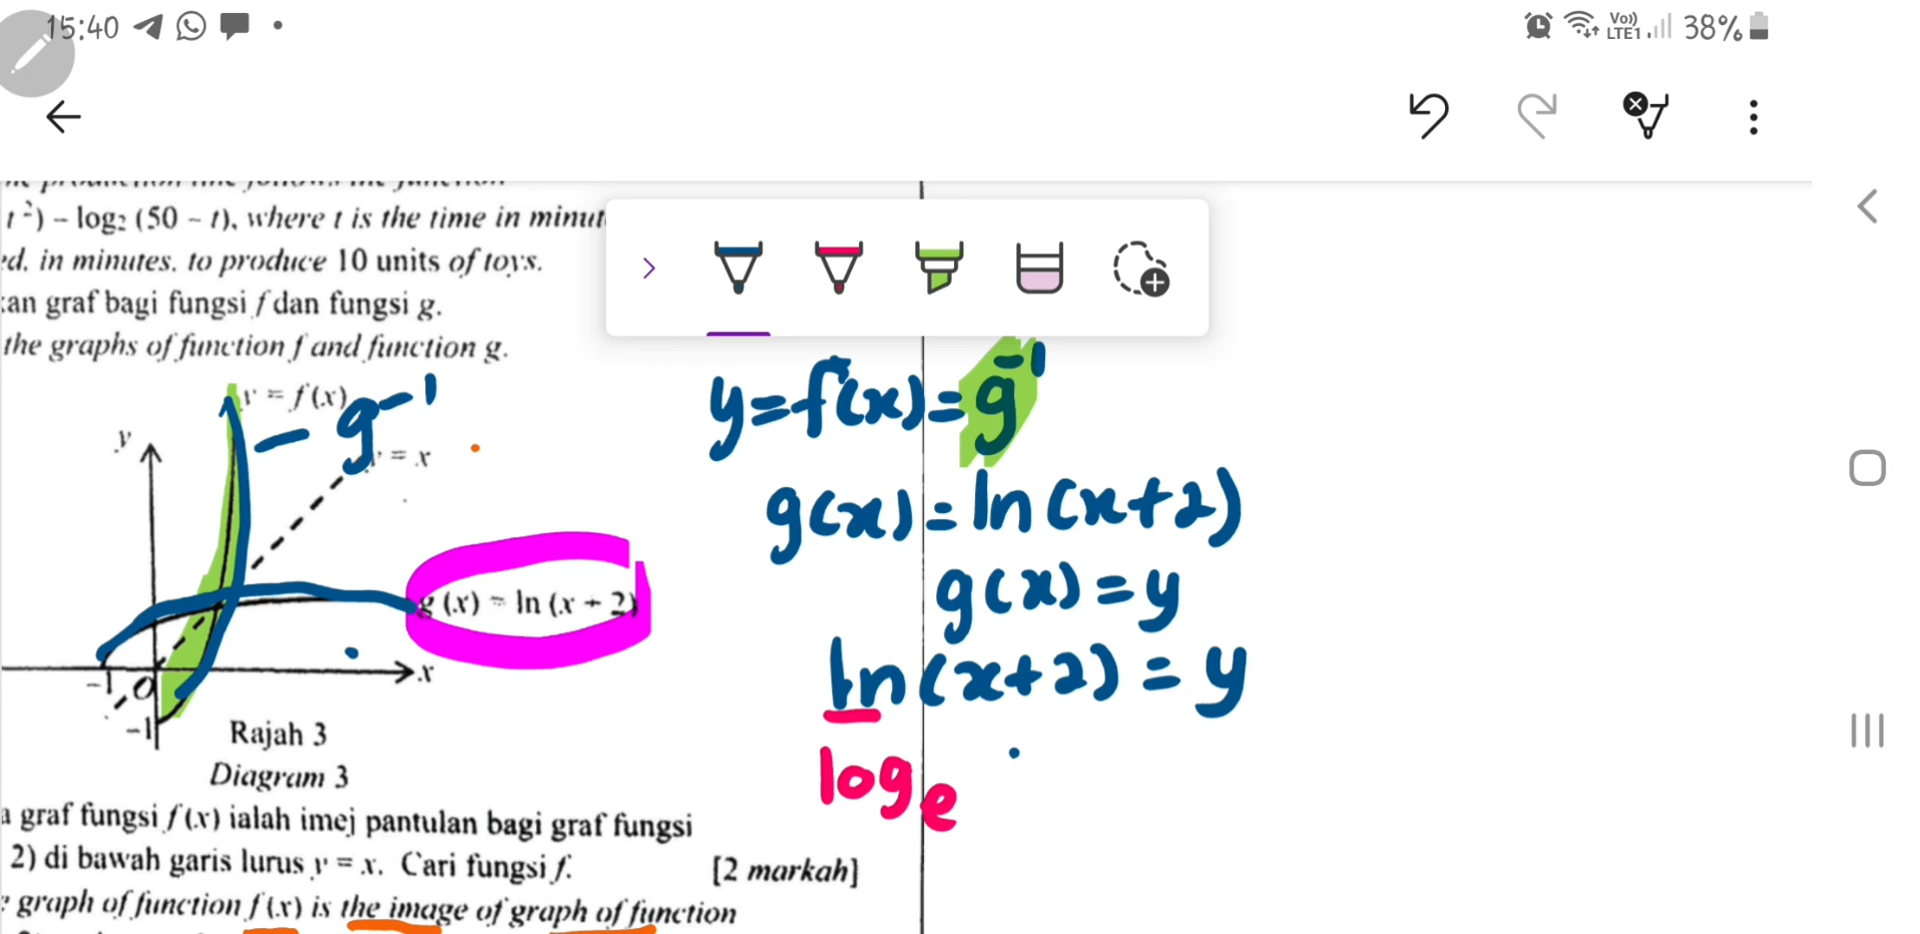 15:40
Vo)) LTE1 38%
t²) – log₂ (50 – t), where t is the time in minut
ed, in minutes, to produce 10 units of toys.
kan graf bagi fungsi f dan fungsi g.
the graphs of function f and function g.
y = f(x)
– g⁻¹
y
= x
g (x) = ln (x + 2)
x
–1 O
–1
Rajah 3
Diagram 3
a graf fungsi f (x) ialah imej pantulan bagi graf fungsi
2) di bawah garis lurus y = x. Cari fungsi f.
[2 markah]
graph of function f (x) is the image of graph of function
y=f(x)=g⁻¹
g(x)=ln(x+2)
g(x)=y
ln(x+2)=y
logₑ